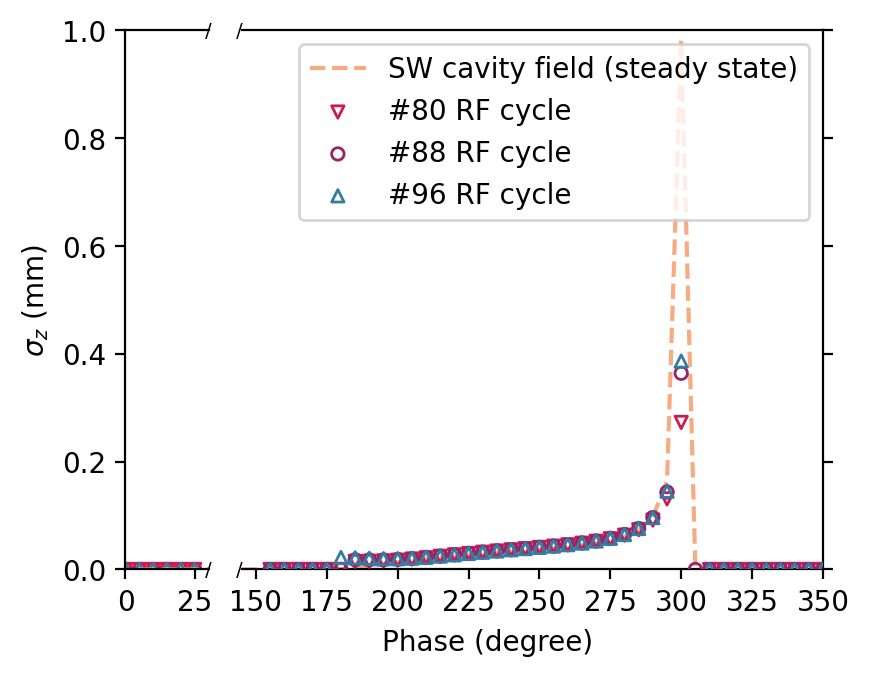 1.0
0.8
0.6
0.4
0.2
0.0
σz (mm)
SW cavity field (steady state)
#80 RF cycle
#88 RF cycle
#96 RF cycle
0 25 150 175 200 225 250 275 300 325 350
Phase (degree)